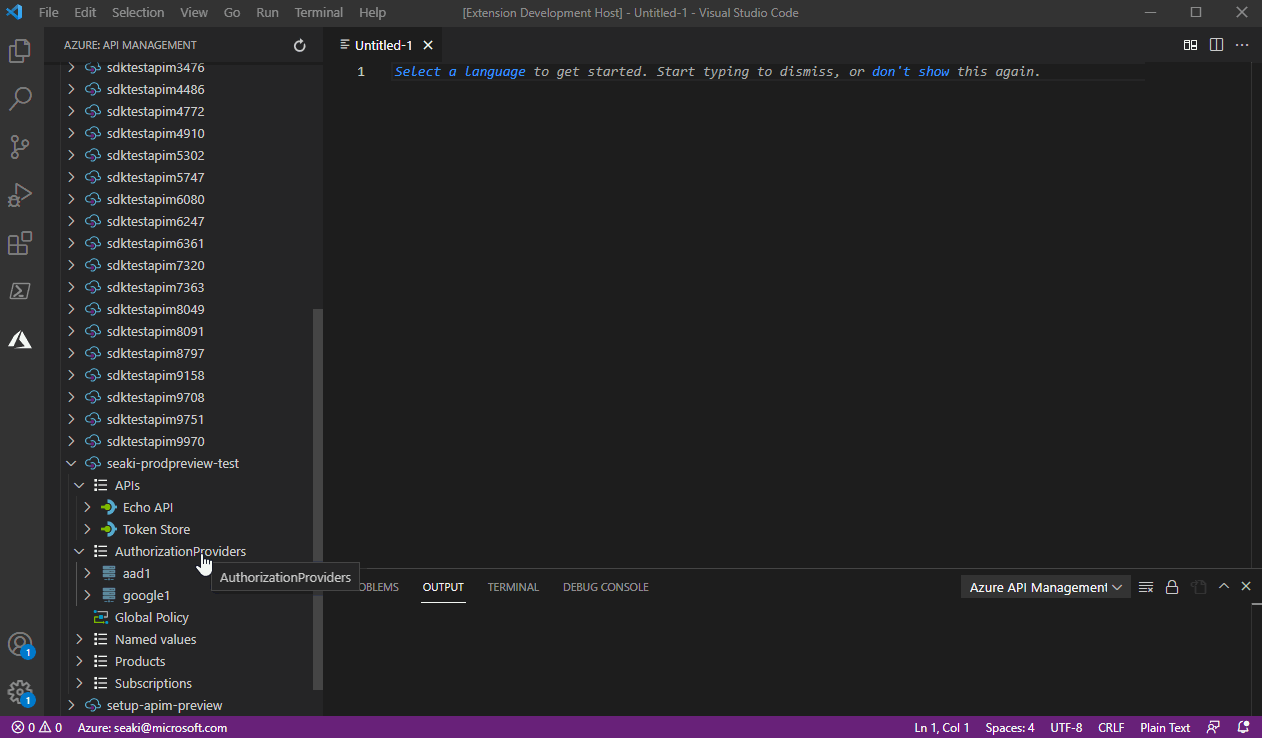 File Edit Selection View Go Run Terminal Help
[Extension Development Host] - Untitled-1 - Visual Studio Code
AZURE: API MANAGEMENT
sdktestapim3476
sdktestapim4486
sdktestapim4772
sdktestapim4910
sdktestapim5302
sdktestapim5747
sdktestapim6080
sdktestapim6247
sdktestapim6361
sdktestapim7320
sdktestapim7363
sdktestapim8049
sdktestapim8091
sdktestapim8797
sdktestapim9158
sdktestapim9708
sdktestapim9751
sdktestapim9970
seaki-prodpreview-test
APIs
Echo API
Token Store
AuthorizationProviders
aad1
google1
Global Policy
Named values
Products
Subscriptions
setup-apim-preview
AuthorizationProviders
Untitled-1
1
Select a language to get started. Start typing to dismiss, or don't show this again.
OBLEMS OUTPUT TERMINAL DEBUG CONSOLE
Azure API Management
1
1
0 0 Azure: seaki@microsoft.com
Ln 1, Col 1 Spaces: 4 UTF-8 CRLF Plain Text